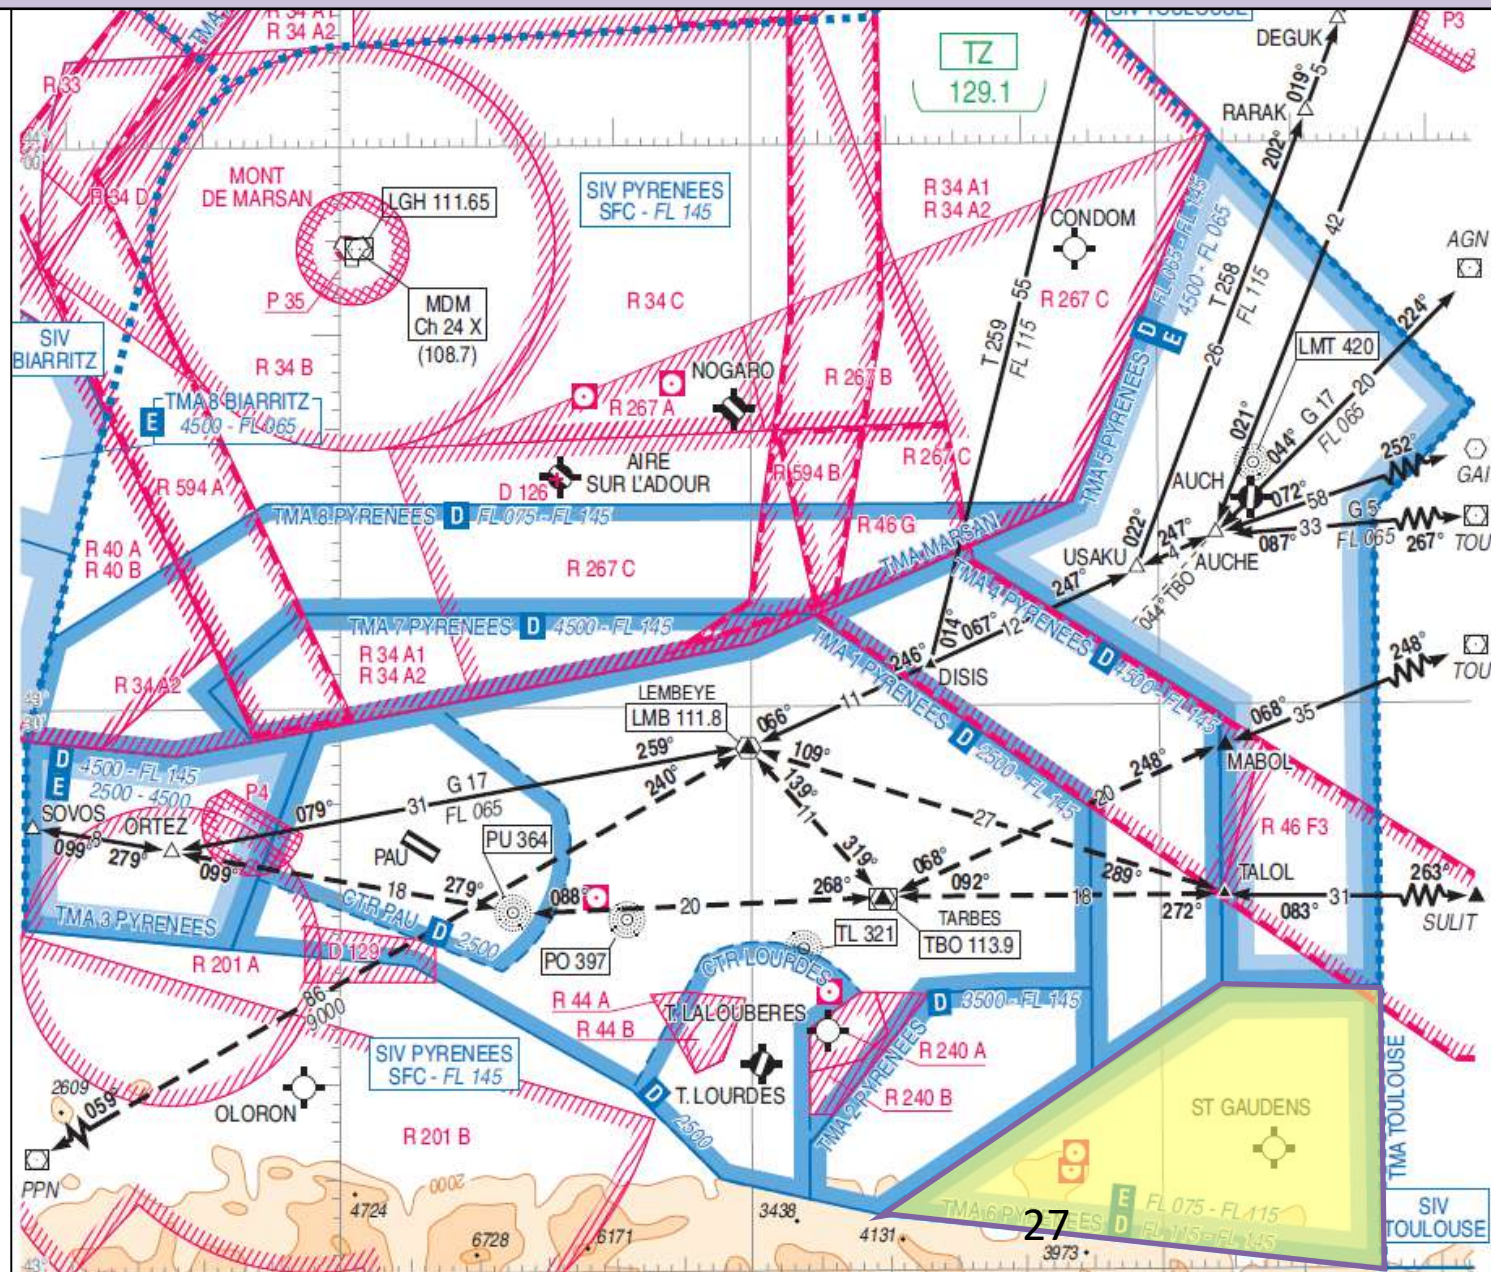 R 34 A1
R 34 A2
TMA
SIV TOULOUSE
DEGUK
P3
R 33
TZ
129.1
019°
5
RARAK
202°
44°
00'
R 34 D
MONT
DE MARSAN
LGH 111.65
SIV PYRENEES
SFC - FL 145
R 34 A1
R 34 A2
CONDOM
FL 065 - FL 145
4500 - FL 065
D
E
TMA 5 PYRENEES
T 258
FL 115
26
42
AGN
P 35
MDM
Ch 24 X
(108.7)
R 34 C
R 267 C
55
T 259
FL 115
224°
LMT 420
20
G 17
FL 065
SIV
BIARRITZ
R 34 B
NOGARO
R 267 B
R 267 A
E
TMA 8 BIARRITZ
4500 - FL 065
021°
044°
252°
GAI
AIRE
SUR L'ADOUR
R 594 B
R 267 C
AUCH
072°
58
R 594 A
D 126
TMA 8 PYRENEES D FL 075 - FL 145
R 46 G
G 5
33
FL 065
087°
267°
TOU
R 40 A
R 40 B
R 267 C
TMA MARSAN
USAKU
022°
247°
4
AUCHE
044° TBO
247°
TMA 4 PYRENEES D 4500 - FL 145
TMA 7 PYRENEES D 4500 - FL 145
014°
067°
12
R 34 A1
R 34 A2
246°
DISIS
248°
TOU
R 34 A2
TMA 1 PYRENEES D 2500 - FL 145
LEMBEYE
LMB 111.8
066°
11
068°
35
30'
259°
109°
D
E
4500 - FL 145
2500 - 4500
240°
139°
11
248°
20
MABOL
G 17
31
FL 065
P4
079°
SOVOS
ORTEZ
27
R 46 F3
PAU
PU 364
099°
8
279°
099°
18
279°
088°
20
319°
268°
068°
092°
18
289°
TALOL
272°
083°
31
263°
SULIT
TMA 3 PYRENEES
CTR PAU D 2500
PO 397
TL 321
TARBES
TBO 113.9
R 201 A
D 129
CTR LOURDES
86
9000
R 44 A
R 44 B
T. LALOUBERES
D 3500 - FL 145
SIV PYRENEES
SFC - FL 145
R 240 A
R 240 B
TMA 2 PYRENEES
TMA TOULOUSE
2609
059°
OLORON
T. LOURDES
D 2500
ST GAUDENS
R 201 B
PPN
2000
4724
6728
6171
3438
4131
TMA 6 PYRENEES
E FL 075 - FL 115
D FL 115 - FL 145
27
3973
SIV
TOULOUSE
43°